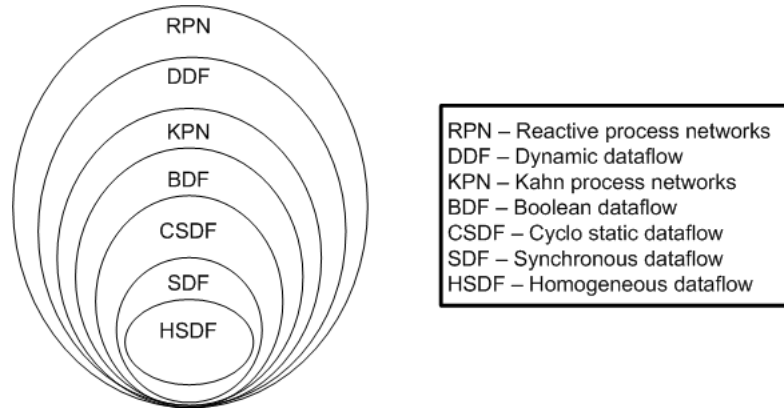 RPN
DDF
KPN
BDF
CSDF
SDF
HSDF
RPN – Reactive process networks
DDF – Dynamic dataflow
KPN – Kahn process networks
BDF – Boolean dataflow
CSDF – Cyclo static dataflow
SDF – Synchronous dataflow
HSDF – Homogeneous dataflow